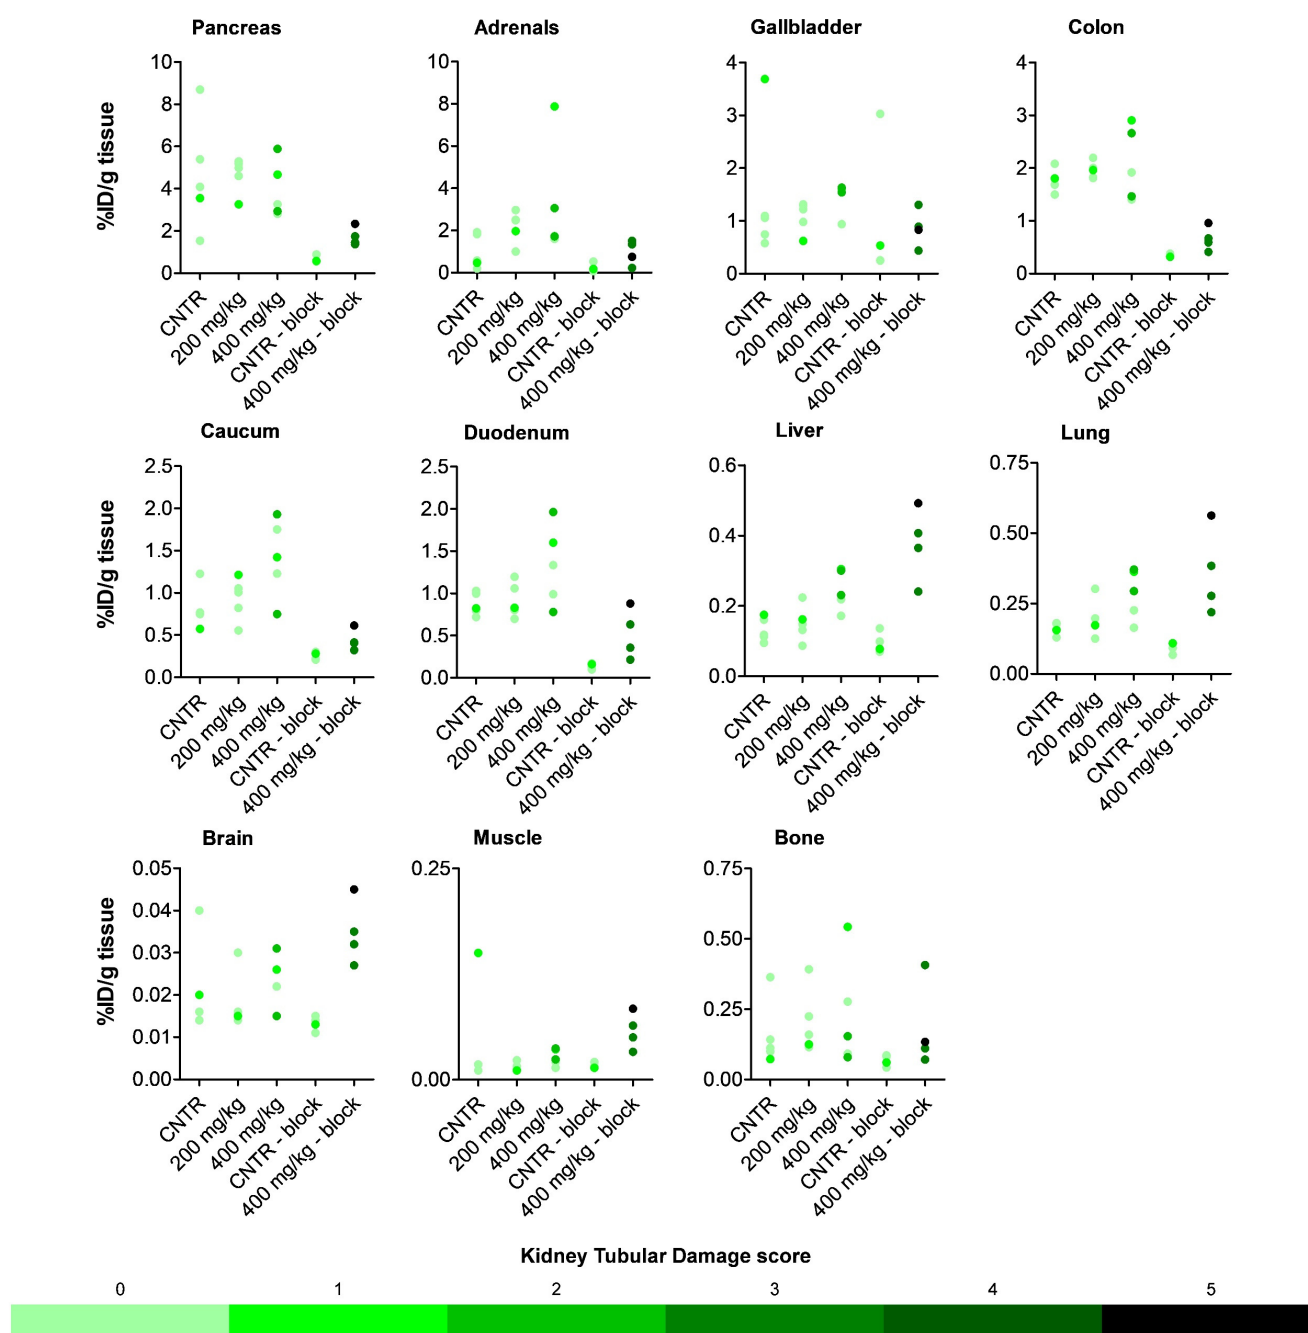 Pancreas
Adrenals
Gallbladder
Colon
%ID/g tissue
10
8
6
4
2
0
10
8
6
4
2
0
4
3
2
1
0
4
3
2
1
0
CNTR
200 mg/kg
400 mg/kg
CNTR - block
400 mg/kg - block
CNTR
200 mg/kg
400 mg/kg
CNTR - block
400 mg/kg - block
CNTR
200 mg/kg
400 mg/kg
CNTR - block
400 mg/kg - block
CNTR
200 mg/kg
400 mg/kg
CNTR - block
400 mg/kg - block
Caucum
Duodenum
Liver
Lung
%ID/g tissue
2.5
2.0
1.5
1.0
0.5
0.0
2.5
2.0
1.5
1.0
0.5
0.0
0.6
0.4
0.2
0.0
0.75
0.50
0.25
0.00
CNTR
200 mg/kg
400 mg/kg
CNTR - block
400 mg/kg - block
CNTR
200 mg/kg
400 mg/kg
CNTR - block
400 mg/kg - block
CNTR
200 mg/kg
400 mg/kg
CNTR - block
400 mg/kg - block
CNTR
200 mg/kg
400 mg/kg
CNTR - block
400 mg/kg - block
Brain
Muscle
Bone
%ID/g tissue
0.05
0.04
0.03
0.02
0.01
0.00
0.25
0.00
0.75
0.50
0.25
0.00
CNTR
200 mg/kg
400 mg/kg
CNTR - block
400 mg/kg - block
CNTR
200 mg/kg
400 mg/kg
CNTR - block
400 mg/kg - block
CNTR
200 mg/kg
400 mg/kg
CNTR - block
400 mg/kg - block
Kidney Tubular Damage score
0 1 2 3 4 5